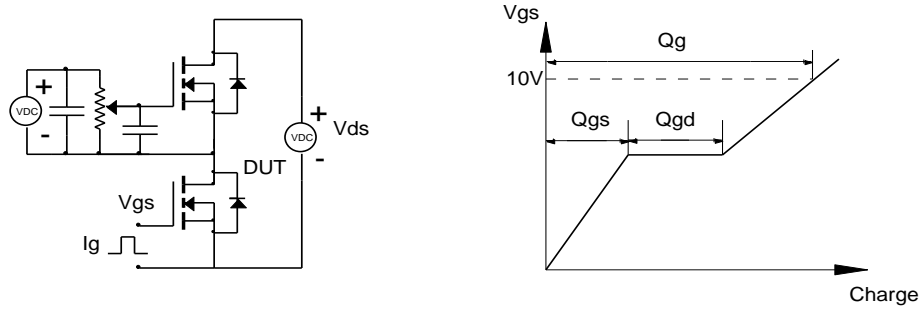 +
VDC
-
+
VDC
-
Vds
DUT
Vgs
Ig
Vgs
Qg
10V
Qgs
Qgd
Charge